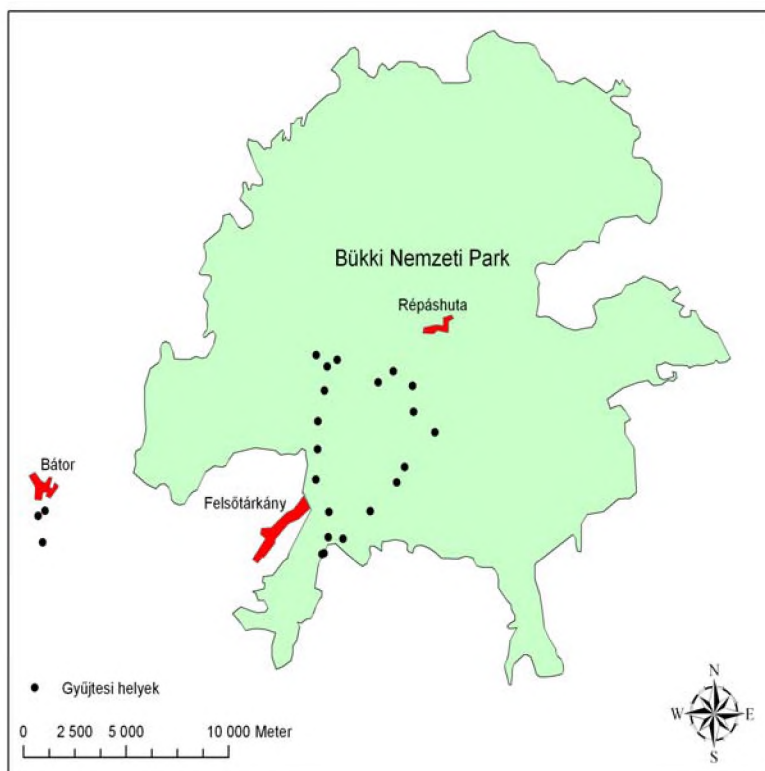 Bükki Nemzeti Park
Répáshuta
Bátor
Felsőtárkány
Gyűjtesi helyek
0 2 500 5 000 10 000 Meter
N
W E
S